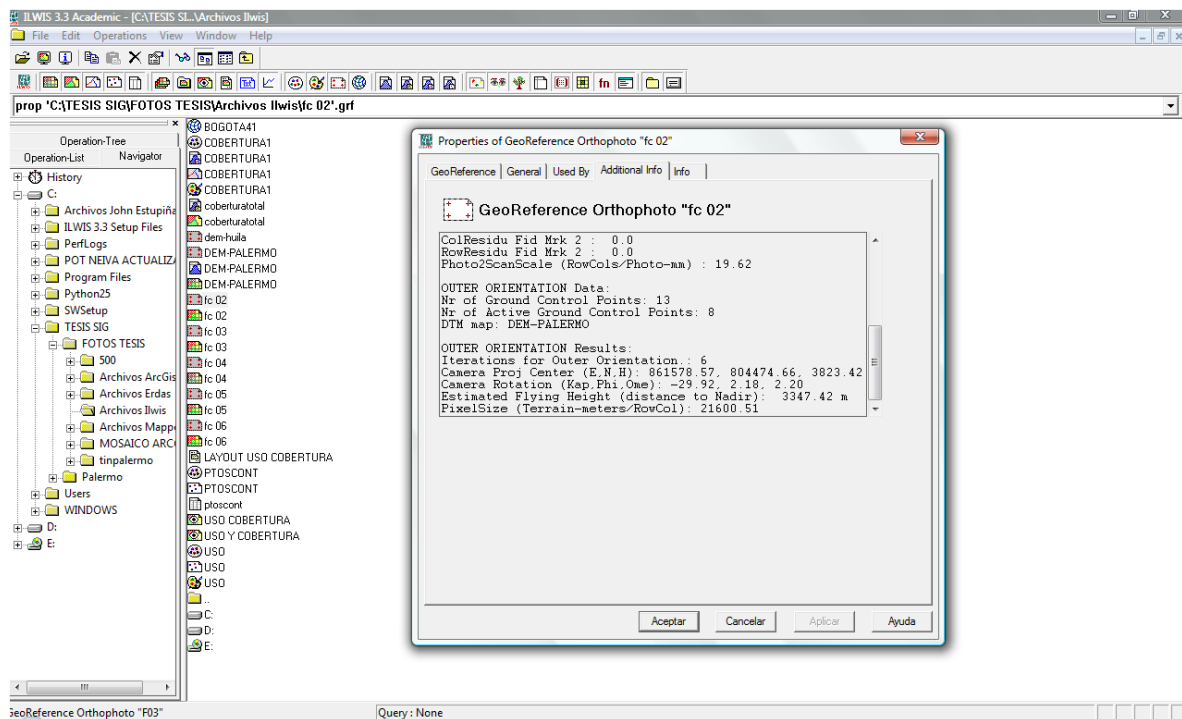 ILWIS 3.3 Academic - [C:\TESIS SI...\Archivos Ilwis]
File Edit Operations View Window Help
prop 'C:\TESIS SIG\FOTOS TESIS\Archivos Ilwis\fc 02'.grf
Operation-Tree
Operation-List Navigator
History
C:
Archivos John Estupiña
ILWIS 3.3 Setup Files
PerfLogs
POT NEIVA ACTUALIZA
Program Files
Python25
SWSetup
TESIS SIG
FOTOS TESIS
500
Archivos ArcGis
Archivos Erdas
Archivos Ilwis
Archivos Mapp
MOSAICO ARC
tinpalermo
Palermo
Users
WINDOWS
D:
E:
BOGOTA41
COBERTURA1
COBERTURA1
COBERTURA1
COBERTURA1
coberturatotal
coberturatotal
dem-huila
DEM-PALERMO
DEM-PALERMO
DEM-PALERMO
fc 02
fc 02
fc 03
fc 03
fc 04
fc 04
fc 05
fc 05
fc 06
fc 06
LAYOUT USO COBERTURA
PTOSCONT
PTOSCONT
ptoscont
USO COBERTURA
USO Y COBERTURA
USO
USO
USO
..
C:
D:
E:
Properties of GeoReference Orthophoto "fc 02"
GeoReference General Used By Additional Info Info
GeoReference Orthophoto "fc 02"
ColResidu Fid Mrk 2 : 0.0
RowResidu Fid Mrk 2 : 0.0
Photo2ScanScale (RowCols/Photo-mm) : 19.62
OUTER ORIENTATION Data:
Nr of Ground Control Points: 13
Nr of Active Ground Control Points: 8
DTM map: DEM-PALERMO
OUTER ORIENTATION Results:
Iterations for Outer Orientation.: 6
Camera Proj Center (E,N,H): 861578.57, 804474.66, 3823.42
Camera Rotation (Kap,Phi,Ome): -29.92, 2.18, 2.20
Estimated Flying Height (distance to Nadir): 3347.42 m
PixelSize (Terrain-meters/RowCol): 21600.51
Aceptar Cancelar Aplicar Ayuda
GeoReference Orthophoto "F03"
Query : None